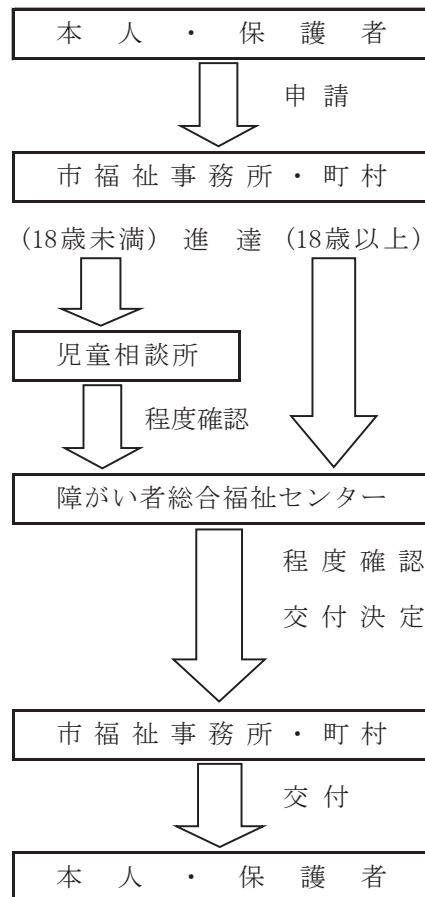 本人・保護者
申請
市福祉事務所・町村
(18歳未満) 進達 (18歳以上)
児童相談所
程度確認
障がい者総合福祉センター
程度確認
交付決定
市福祉事務所・町村
交付
本人・保護者